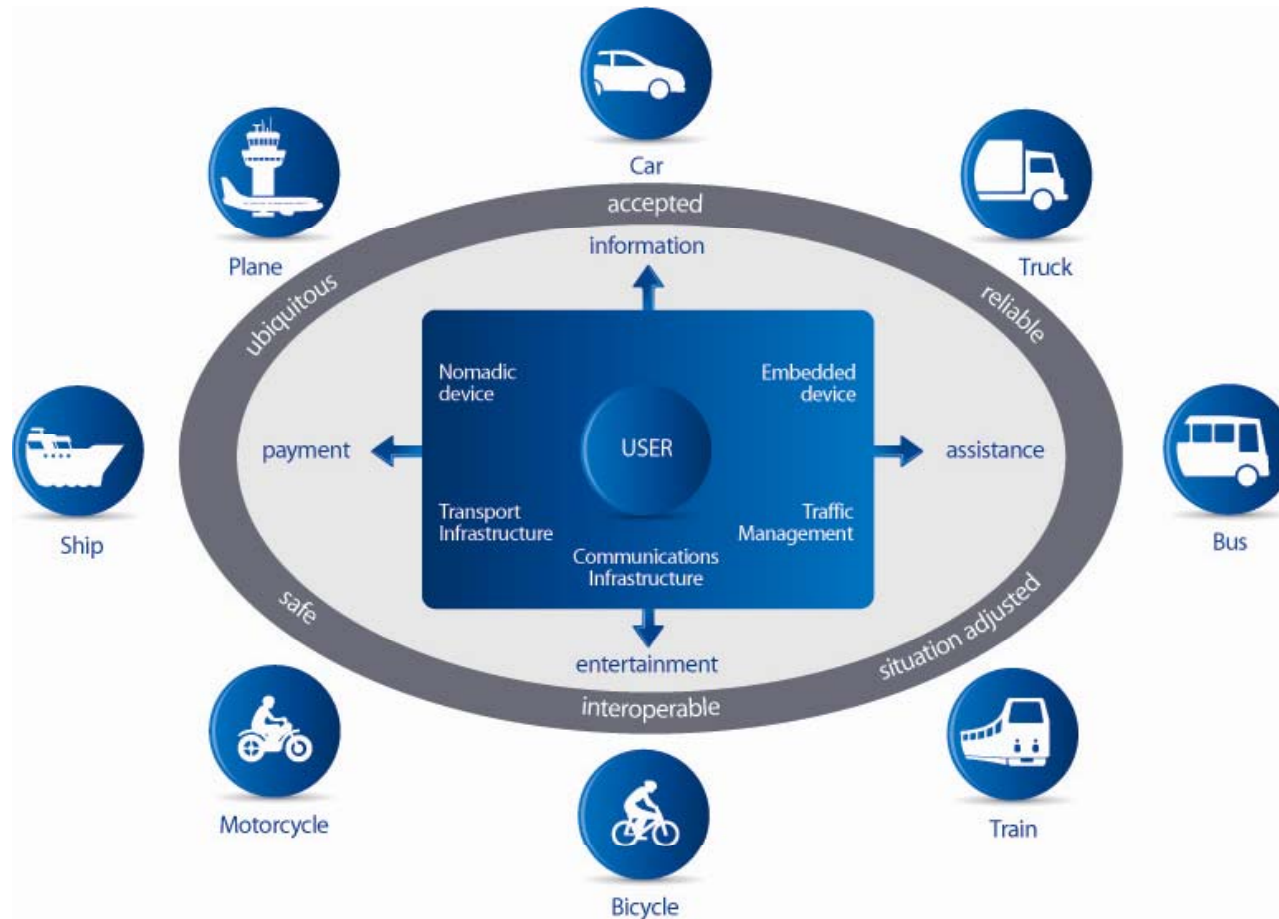 Car
accepted
information
Plane
Truck
ubiquitous
reliable
Nomadic
device
Embedded
device
USER
payment
assistance
Transport
Infrastructure
Traffic
Management
Communications
Infrastructure
Ship
Bus
safe
situation adjusted
entertainment
interoperable
Motorcycle
Train
Bicycle